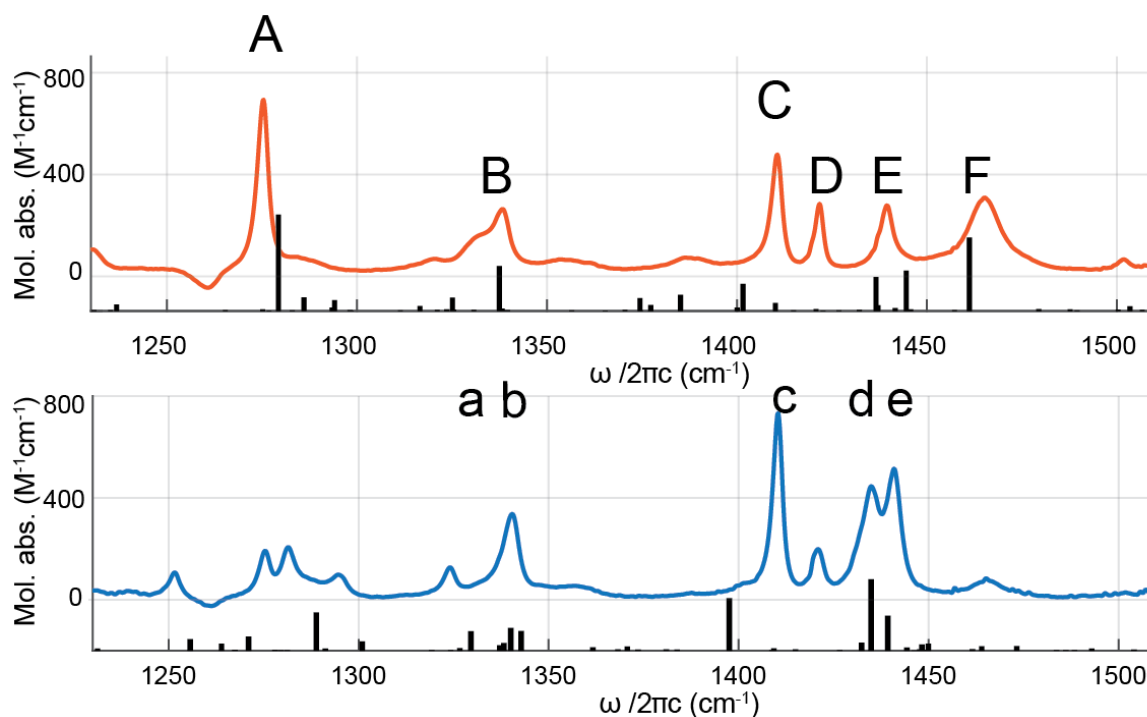 A
B
C
D
E
F
800
400
0
Mol. abs. (M⁻¹cm⁻¹)
1250 1300 1350 1400 1450 1500
ω /2πc (cm⁻¹)
a b c d e
800
400
0
Mol. abs. (M⁻¹cm⁻¹)
1250 1300 1350 1400 1450 1500
ω /2πc (cm⁻¹)